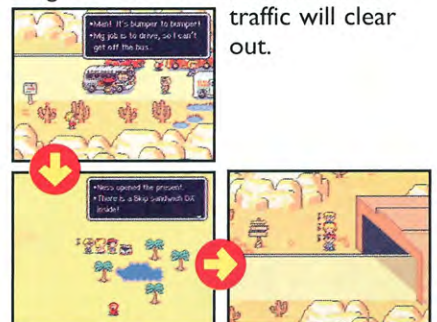 traffic will clear
out.
•Man! It's bumper to bumper!
•My job is to drive, so I can't
get off the bus.
•Ness opened the present.
•There is a Skip sandwich DX
inside!